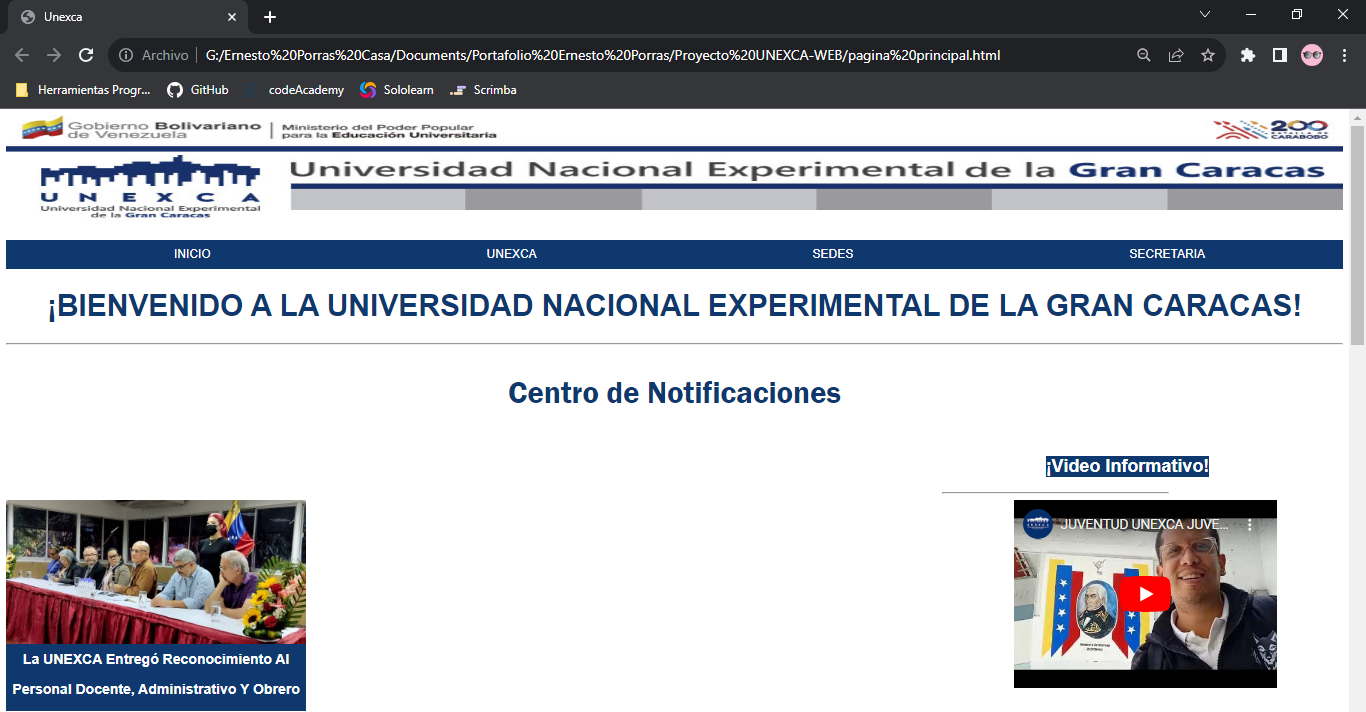 Unexca
Archivo
G:/Ernesto%20Porras%20Casa/Documents/Portafolio%20Ernesto%20Porras/Proyecto%20UNEXCA-WEB/pagina%20principal.html
Herramientas Progr...
GitHub
codeAcademy
Sololearn
Scrimba
Gobierno Bolivariano
de Venezuela
Ministerio del Poder Popular
para la Educación Universitaria
200
BATALLA DE
CARABOBO
UNEXCA
Universidad Nacional Experimental
de la Gran Caracas
Universidad Nacional Experimental de la Gran Caracas
INICIO
UNEXCA
SEDES
SECRETARIA
¡BIENVENIDO A LA UNIVERSIDAD NACIONAL EXPERIMENTAL DE LA GRAN CARACAS!
Centro de Notificaciones
¡Video Informativo!
JUVENTUD UNEXCA JUVE...
La UNEXCA Entregó Reconocimiento Al
Personal Docente, Administrativo Y Obrero